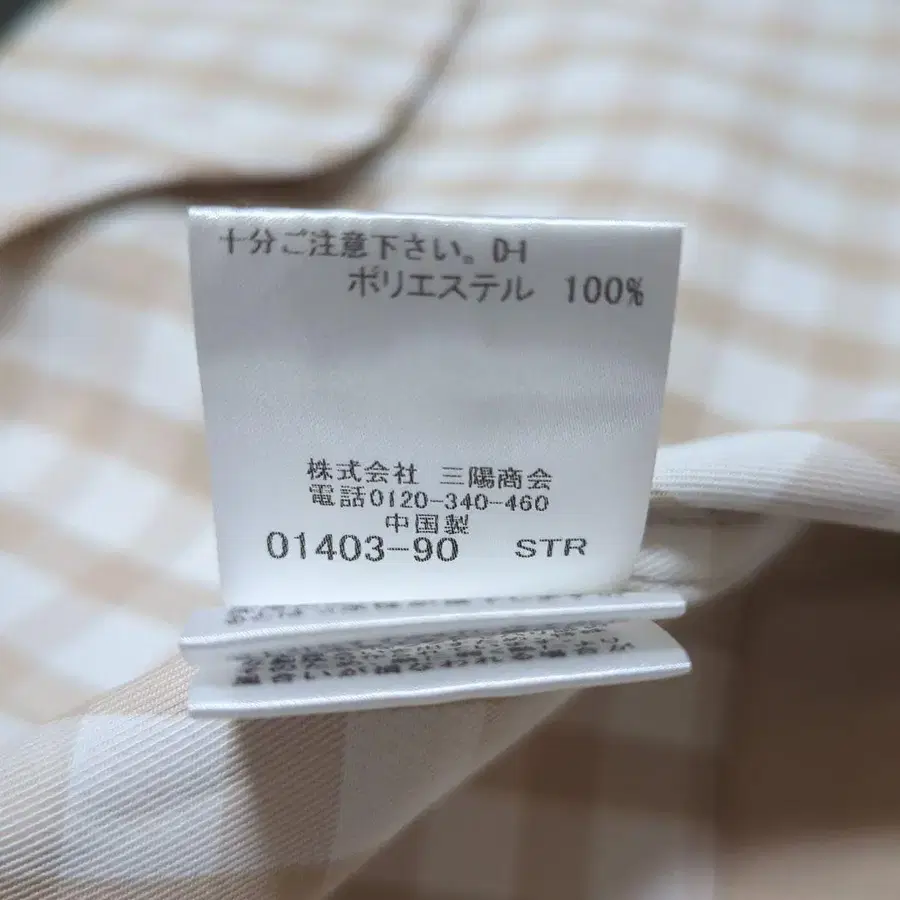 十分ご注意下さい。D-I
ポリエステル 100%
株式会社 三陽商会
電話0120-340-460
中国製
01403-90 STR